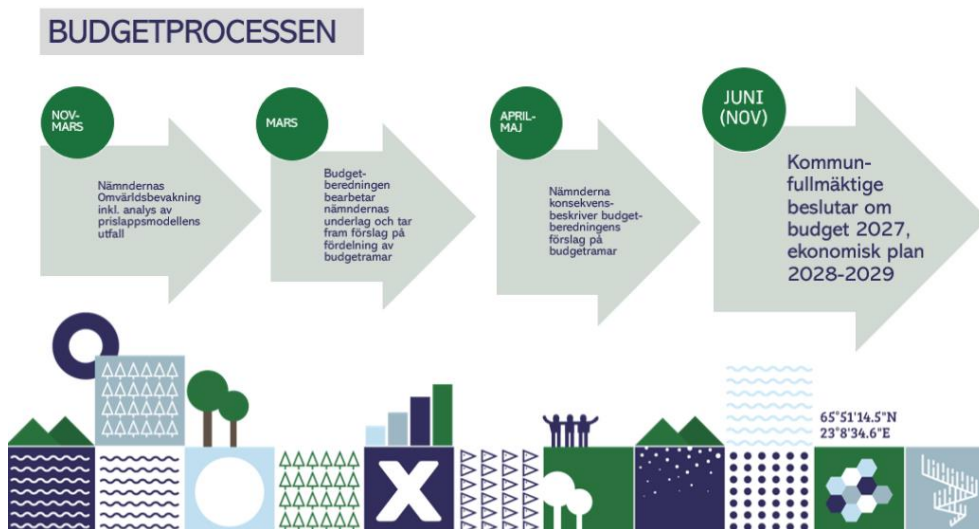 BUDGETPROCESSEN
NOV-
MARS
Nämndernas
Omvärldsbevakning
inkl. analys av
prislappsmodellens
utfall
MARS
Budget-
beredningen
bearbetar
nämndernas
underlag och tar
fram förslag på
fördelning av
budgetramar
APRIL-
MAJ
Nämnderna
konsekvens-
beskriver budget-
beredningens
förslag på
budgetramar
JUNI
(NOV)
Kommun-
fullmäktige
beslutar om
budget 2027,
ekonomisk plan
2028-2029
65°51'14.5"N
23°8'34.6"E
X